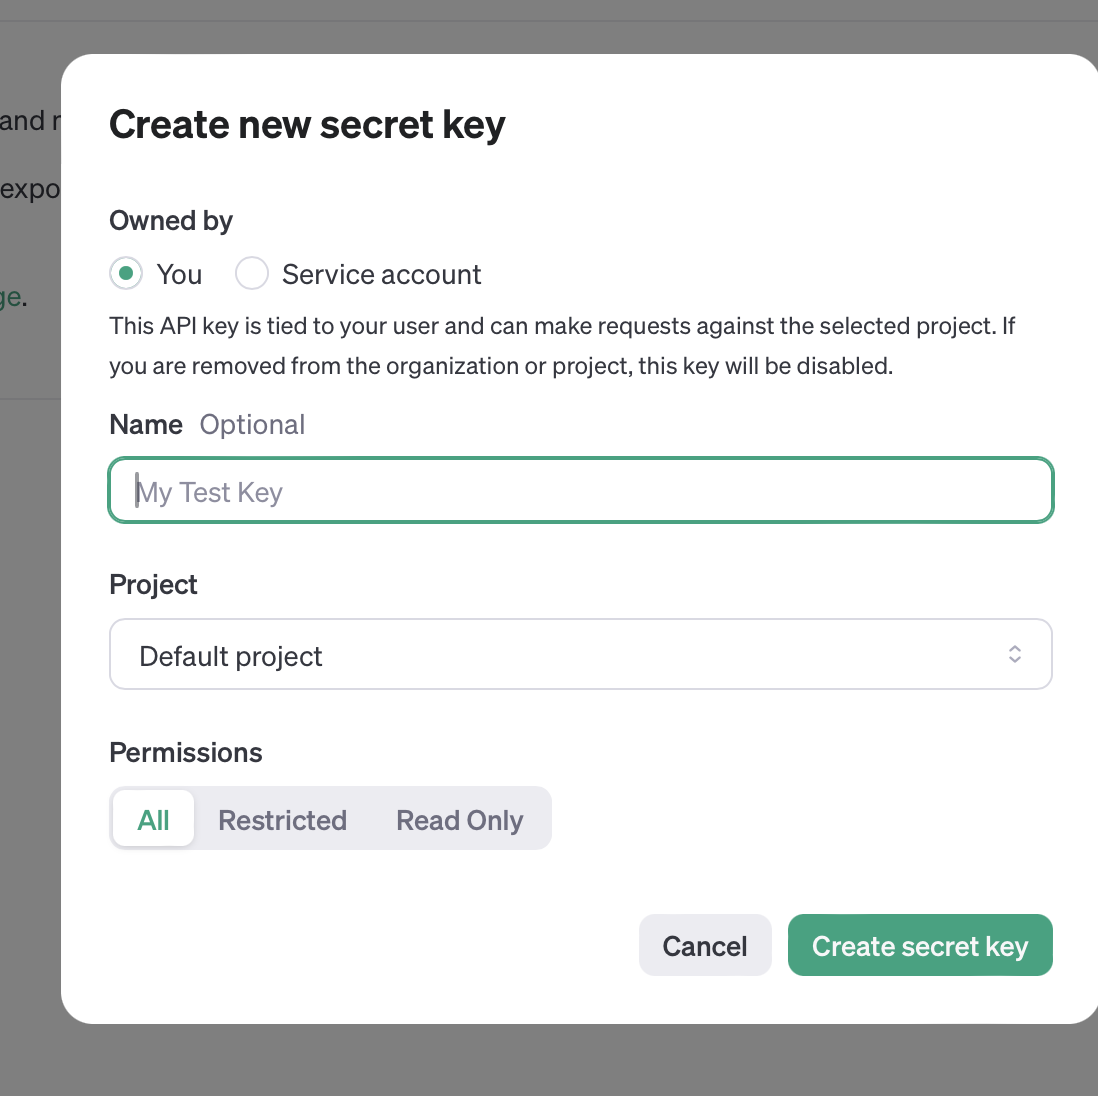 Create new secret key
and r
Owned by
expo
You Service account
ge.
This API key is tied to your user and can make requests against the selected project. If
you are removed from the organization or project, this key will be disabled.
Name Optional
My Test Key
Project
Default project
Permissions
All Restricted Read Only
Cancel Create secret key